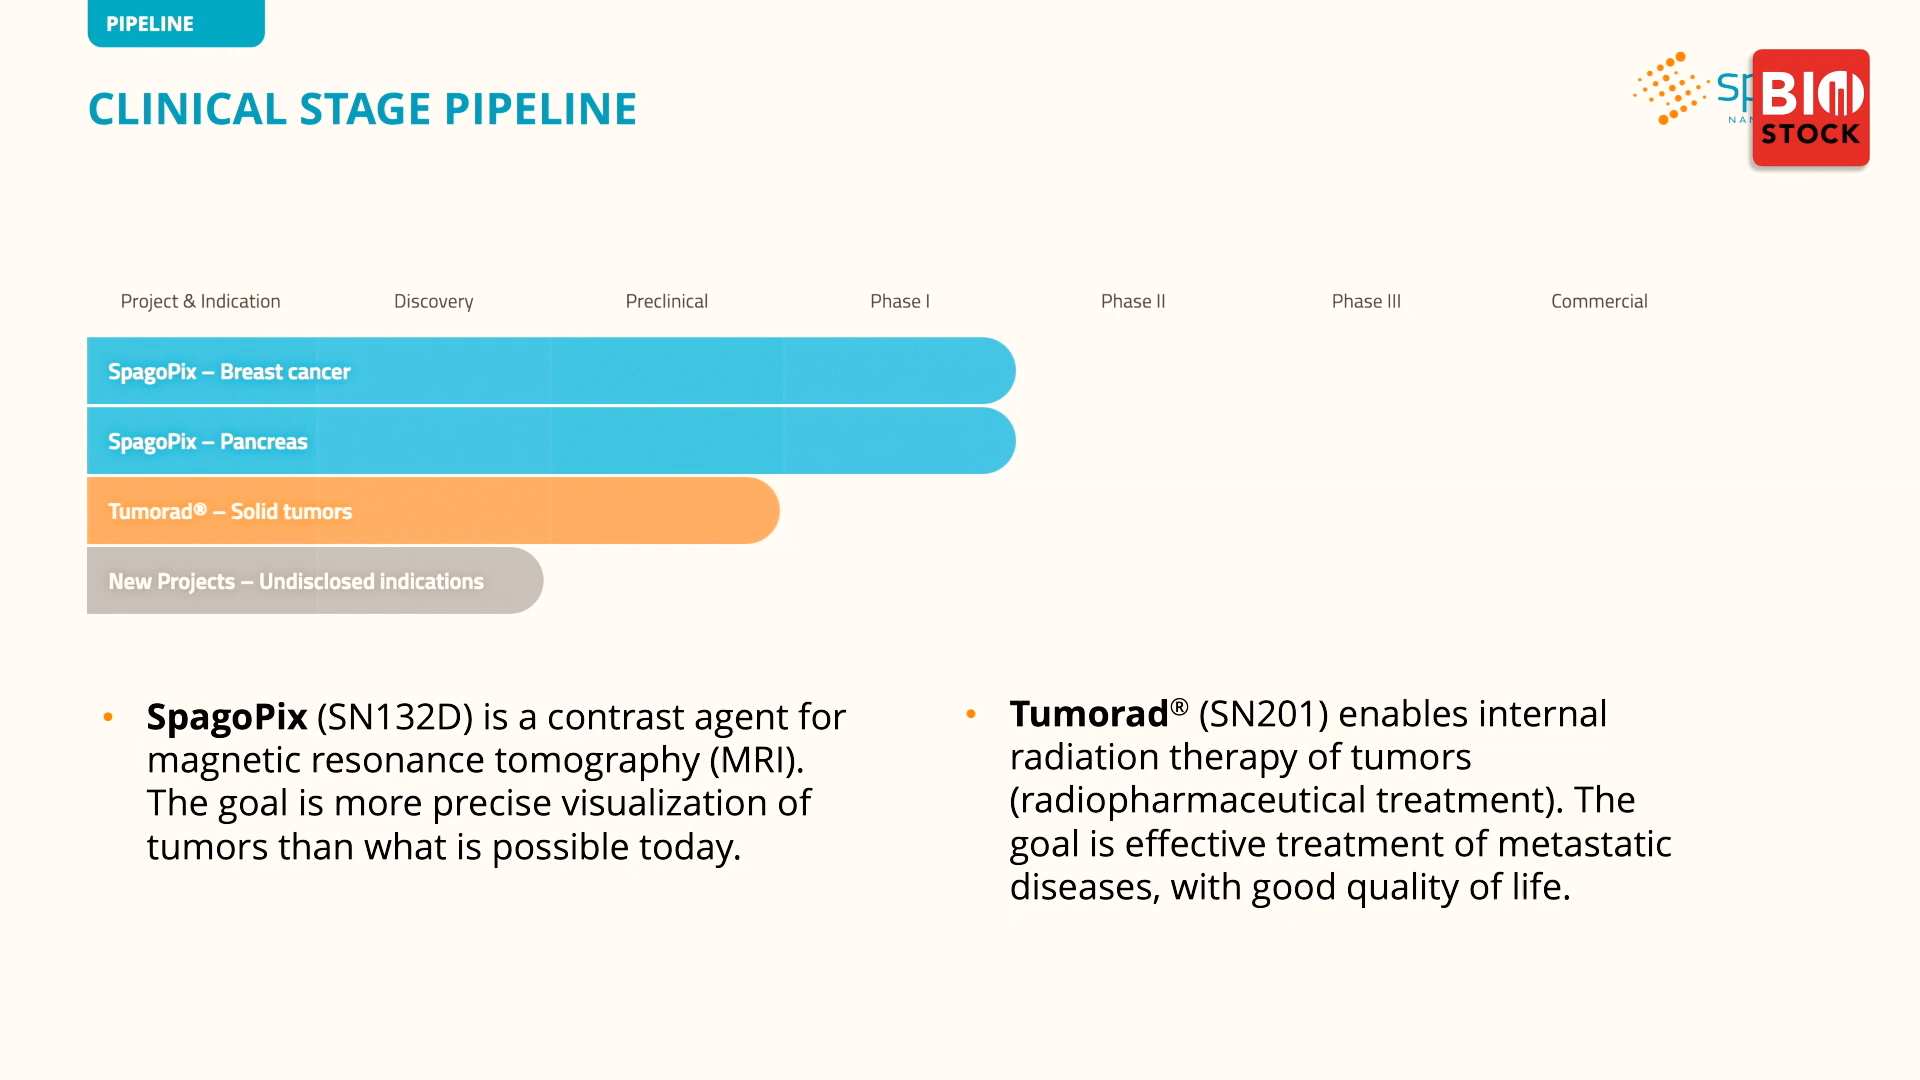 PIPELINE
CLINICAL STAGE PIPELINE
BIO
STOCK
Project & Indication Discovery Preclinical Phase I Phase II Phase III Commercial
SpagoPix – Breast cancer
SpagoPix – Pancreas
Tumorad® – Solid tumors
New Projects – Undisclosed indications
• SpagoPix (SN132D) is a contrast agent for
magnetic resonance tomography (MRI).
The goal is more precise visualization of
tumors than what is possible today.
• Tumorad® (SN201) enables internal
radiation therapy of tumors
(radiopharmaceutical treatment). The
goal is effective treatment of metastatic
diseases, with good quality of life.